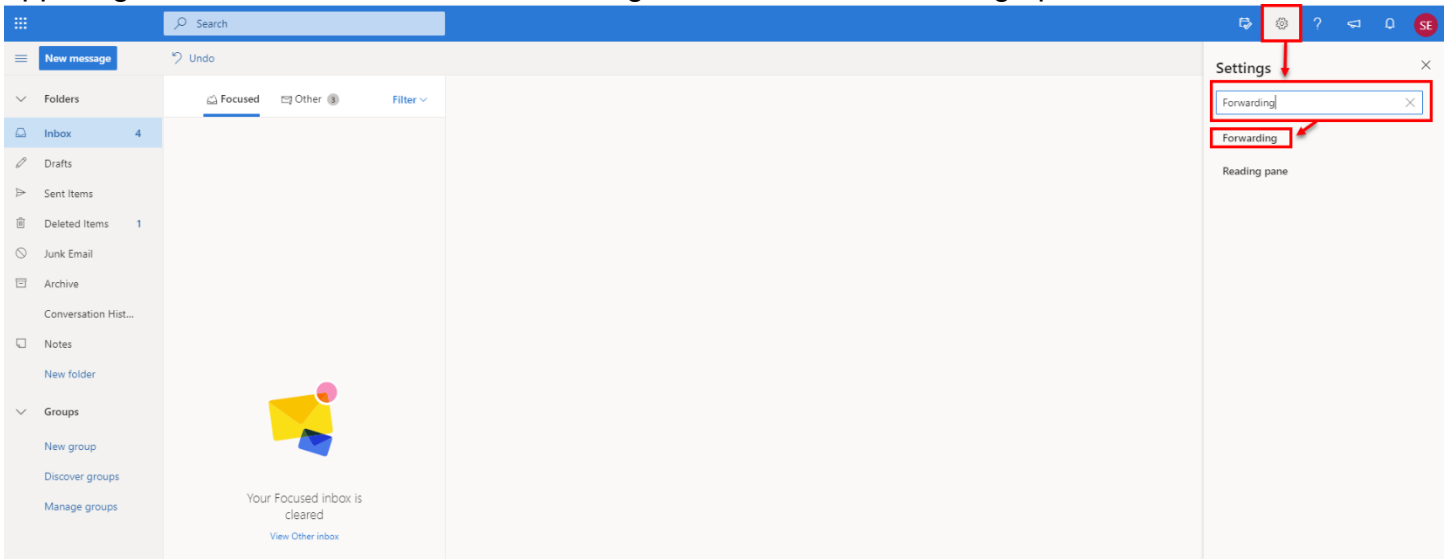 Search
SE
New message
Undo
Settings
Folders
Focused
Other 3
Filter
Forwarding
Inbox 4
Forwarding
Drafts
Reading pane
Sent Items
Deleted Items 1
Junk Email
Archive
Conversation Hist...
Notes
New folder
Groups
New group
Discover groups
Manage groups
Your Focused inbox is
cleared
View Other inbox